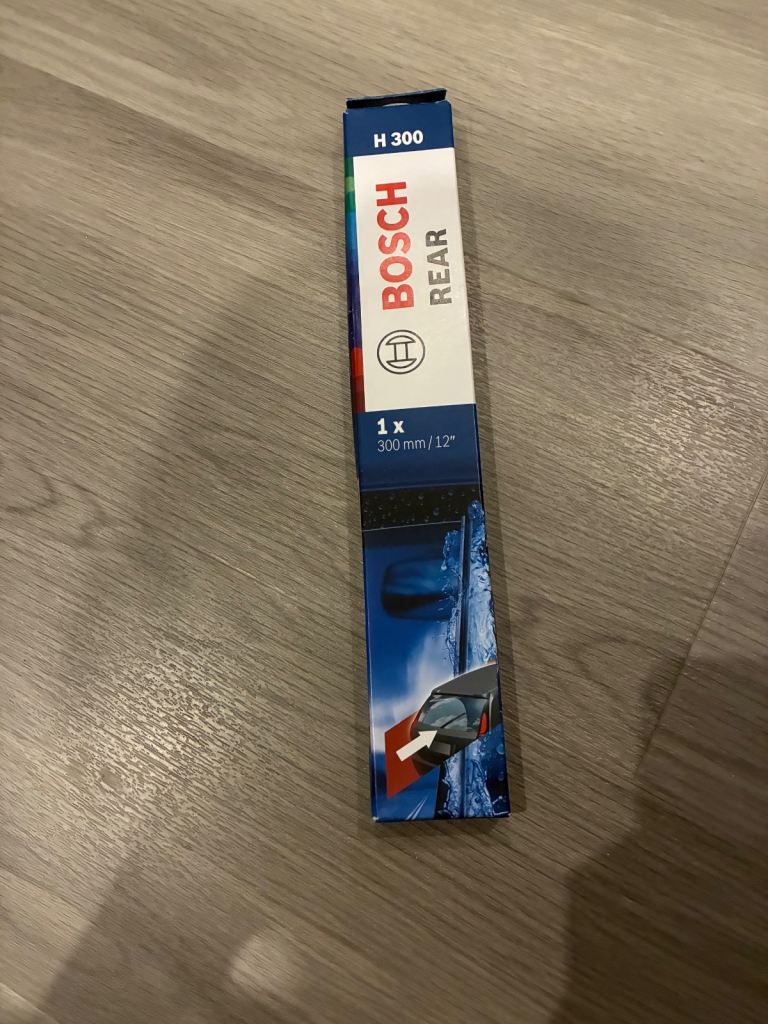 H 300
BOSCH
REAR
1 x
300 mm / 12"